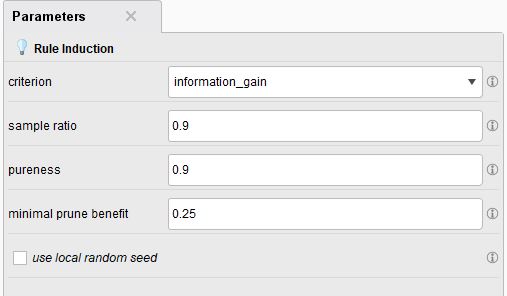 Parameters
Rule Induction
criterion information_gain
sample ratio 0.9
pureness 0.9
minimal prune benefit 0.25
use local random seed